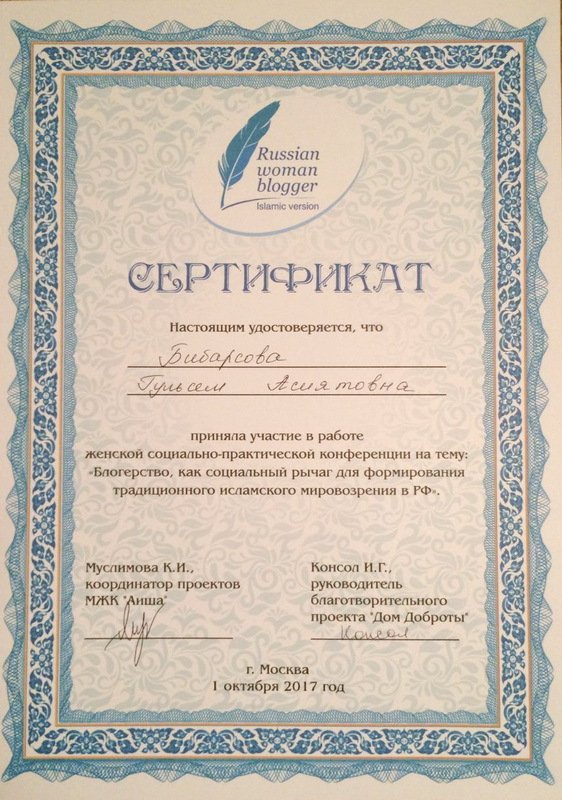 Russian
woman
blogger
Islamic version
СЕРТИФИКАТ
Настоящим удостоверяется, что
Бибарсова
Гульсем Асиятовна
приняла участие в работе
женской социально-практической конференции на тему:
«Блогерство, как социальный рычаг для формирования
традиционного исламского мировозрения в РФ».
Муслимова К.И.,
координатор проектов
МЖК "Аиша"
Консол И.Г.,
руководитель
благотворительного
проекта "Дом Доброты"
Консол
г. Москва
1 октября 2017 год